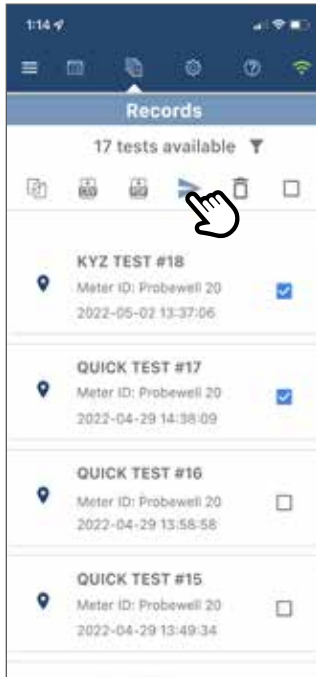 1:14
Records
17 tests available
KYZ TEST #18
Meter ID: Probewell 20
2022-05-02 13:37:06
QUICK TEST #17
Meter ID: Probewell 20
2022-04-29 14:38:09
QUICK TEST #16
Meter ID: Probewell 20
2022-04-29 13:58:58
QUICK TEST #15
Meter ID: Probewell 20
2022-04-29 13:49:34